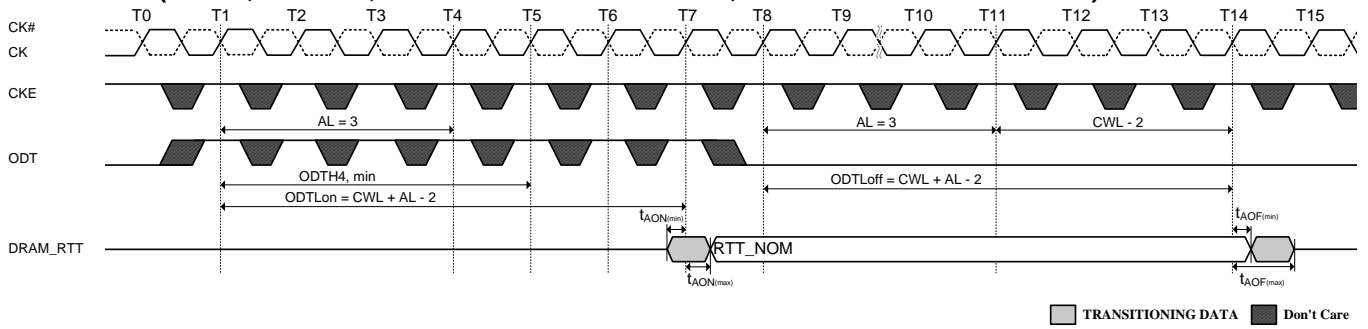 T0 T1 T2 T3 T4 T5 T6 T7 T8 T9 T10 T11 T12 T13 T14 T15
CK#
CK
CKE
AL = 3 AL = 3 CWL - 2
ODT
ODTH4, min ODTLoff = CWL + AL - 2
ODTLon = CWL + AL - 2
tAON(min) tAOF(min)
DRAM_RTT RTT_NOM
tAON(max) tAOF(max)
TRANSITIONING DATA Don't Care